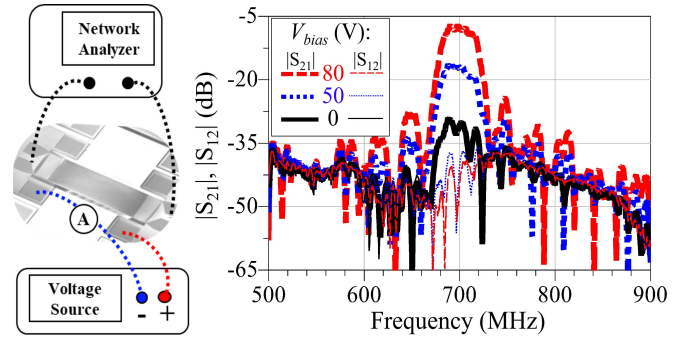 Network
Analyzer
A
Voltage
Source
- +
V_bias (V):
|S21| |S12|
80
50
0
|S21|, |S12| (dB)
-5
-20
-35
-50
-65
500 600 700 800 900
Frequency (MHz)